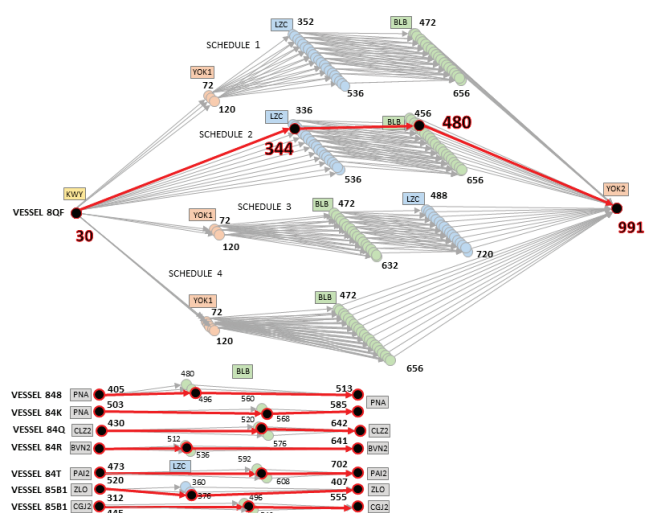 LZC 352
BLB 472
SCHEDULE 1
YOK1
72
120
536
656
LZC 336
BLB 456
480
SCHEDULE 2
344
536
656
KWY
VESSEL 8QF
30
YOK2
991
SCHEDULE 3
YOK1
72
120
BLB 472
LZC 488
632
720
SCHEDULE 4
YOK1
72
120
BLB 472
656
BLB
VESSEL 848 PNA 405 480 496 513
PNA
VESSEL 84K PNA 503 560 568 585
VESSEL 84Q CLZ2 430 520 576 642 CLZ2
VESSEL 84R BVN2 512 536 641 BVN2
VESSEL 84T PAI2 473 LZC 592 608 702 PAI2
VESSEL 85B1 ZLO 520 360 376 407 ZLO
VESSEL 85B1 CGJ2 312 496 555 CGJ2